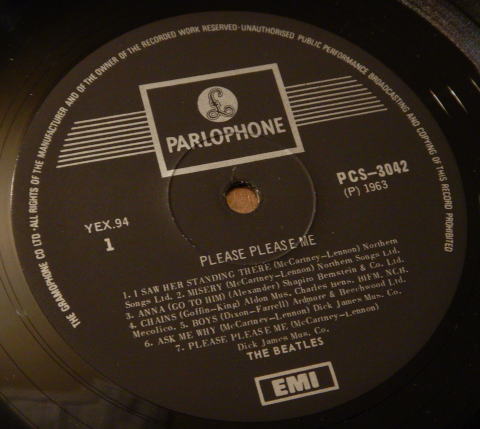 THE GRAMOPHONE CO LTD·ALL RIGHTS OF THE MANUFACTURER AND OF THE OWNER OF THE RECORDED WORK RESERVED·UNAUTHORISED PUBLIC PERFORMANCE BROADCASTING AND COPYING OF THIS RECORD PROHIBITED
£
PARLOPHONE
PCS-3042
(P) 1963
YEX.94
1
PLEASE PLEASE ME
1. I SAW HER STANDING THERE (McCartney-Lennon) Northern
Songs Ltd. 2. MISERY (McCartney-Lennon) Northern Songs Ltd.
3. ANNA (GO TO HIM) (Alexander) Shapiro Bernstein & Co. Ltd.
4. CHAINS (Goffin-King) Aldon Mus. Charles Hens, HIFM, N.C.B.
Mecolico. 5. BOYS (Dixon-Farrell) Ardmore & Beechwood Ltd.
6. ASK ME WHY (McCartney-Lennon) Dick James Mus. Co.
7. PLEASE PLEASE ME (McCartney-Lennon)
Dick James Mus. Co.
THE BEATLES
EMI